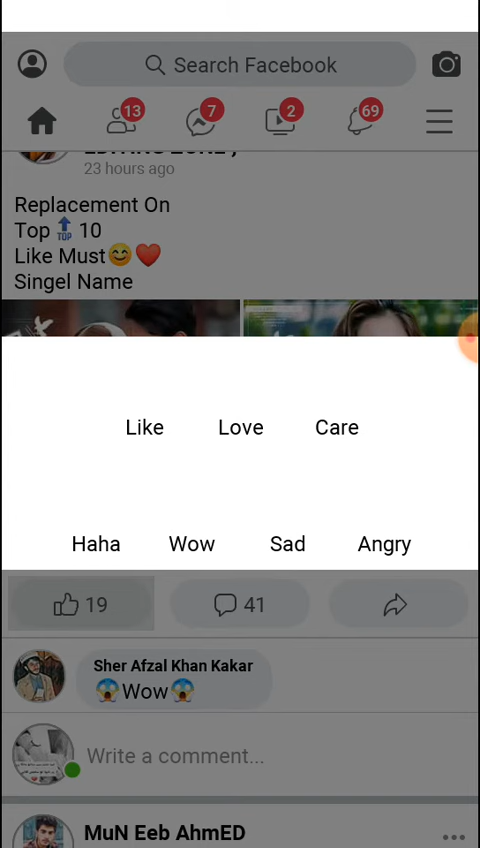 Search Facebook
13
7
2
69
23 hours ago
Replacement On
Top 🔝 10
Like Must😊❤️
Singel Name
Like Love Care
Haha Wow Sad Angry
19
41
Sher Afzal Khan Kakar
😱Wow😱
Write a comment...
MuN Eeb AhmED